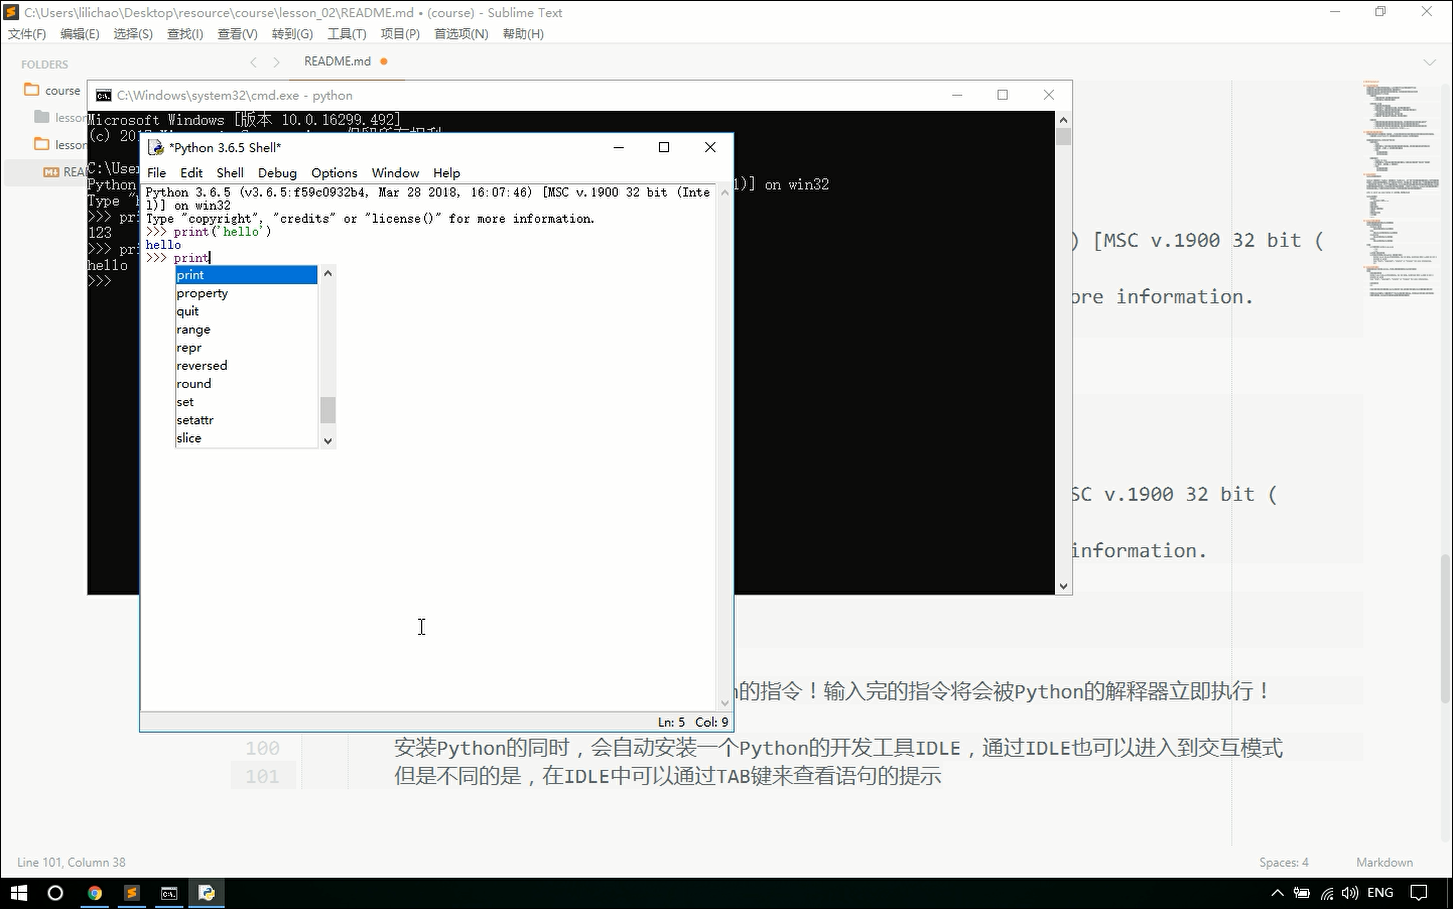 C:\Users\lilichao\Desktop\resource\course\lesson_02\README.md • (course) - Sublime Text
文件(F) 编辑(E) 选择(S) 查找(I) 查看(V) 转到(G) 工具(T) 项目(P) 首选项(N) 帮助(H)
FOLDERS
README.md
course
lesson
lesson
REA
C:\Windows\system32\cmd.exe - python
Microsoft Windows [版本 10.0.16299.492]
(c) 201
C:\User
Python
1)] on win32
Type "h
>>> pri
123
>>> pri
hello
>>>
*Python 3.6.5 Shell*
File Edit Shell Debug Options Window Help
Python 3.6.5 (v3.6.5:f59c0932b4, Mar 28 2018, 16:07:46) [MSC v.1900 32 bit (Inte
l)] on win32
Type "copyright", "credits" or "license()" for more information.
>>> print('hello')
hello
>>> print
print
property
quit
range
repr
reversed
round
set
setattr
slice
Ln: 5 Col: 9
) [MSC v.1900 32 bit (
ore information.
SC v.1900 32 bit (
information.
的指令！输入完的指令将会被Python的解释器立即执行！
100 安装Python的同时，会自动安装一个Python的开发工具IDLE，通过IDLE也可以进入到交互模式
101 但是不同的是，在IDLE中可以通过TAB键来查看语句的提示
Line 101, Column 38
Spaces: 4
Markdown
ENG